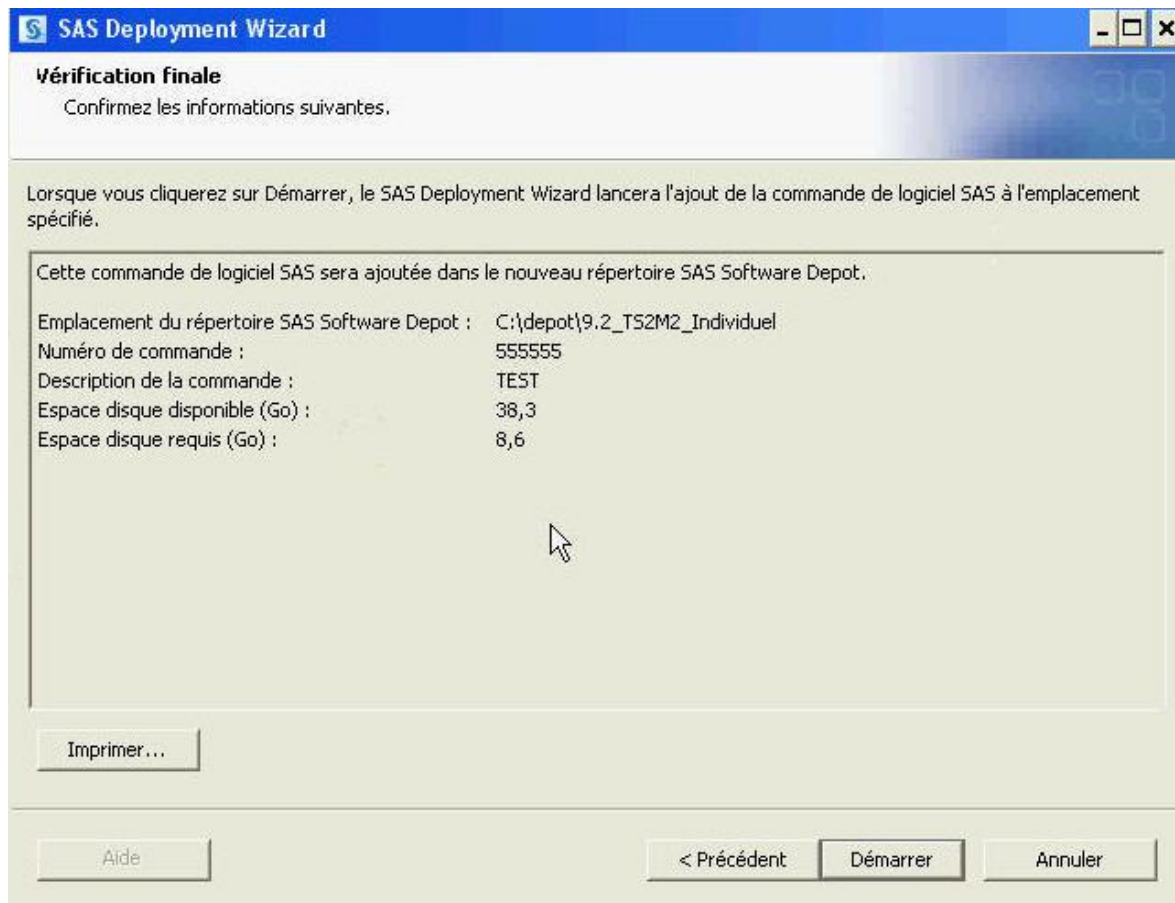 SAS Deployment Wizard
Vérification finale
Confirmez les informations suivantes.
Lorsque vous cliquerez sur Démarrer, le SAS Deployment Wizard lancera l'ajout de la commande de logiciel SAS à l'emplacement
spécifié.
Cette commande de logiciel SAS sera ajoutée dans le nouveau répertoire SAS Software Depot.
Emplacement du répertoire SAS Software Depot : C:\depot\9.2_TS2M2_Individuel
Numéro de commande : 555555
Description de la commande : TEST
Espace disque disponible (Go) : 38,3
Espace disque requis (Go) : 8,6
Imprimer...
Aide < Précédent Démarrer Annuler